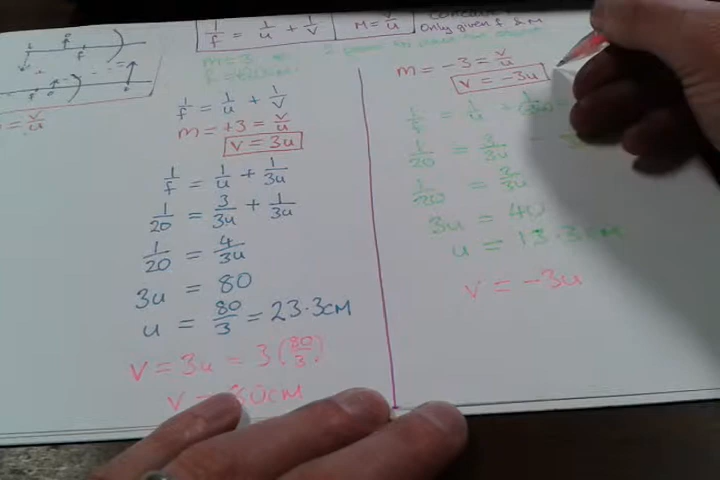 1/f = 1/u + 1/v
M = v/u
Only given f & M
m = 3
1/f = 1/u + 1/v
m = +3 = v/u
v = 3u
1/f = 1/u + 1/3u
1/20 = 3/3u + 1/3u
1/20 = 4/3u
3u = 80
u = 80/3 = 23.3cm
v = 3u = 3(80/3)
v = 80cm
m = -3 = v/u
v = -3u
1/f = 1/u +
1/20 = 3/3u -
1/20 = 2/3u
3u = 40
u = 13.3cm
v = -3u